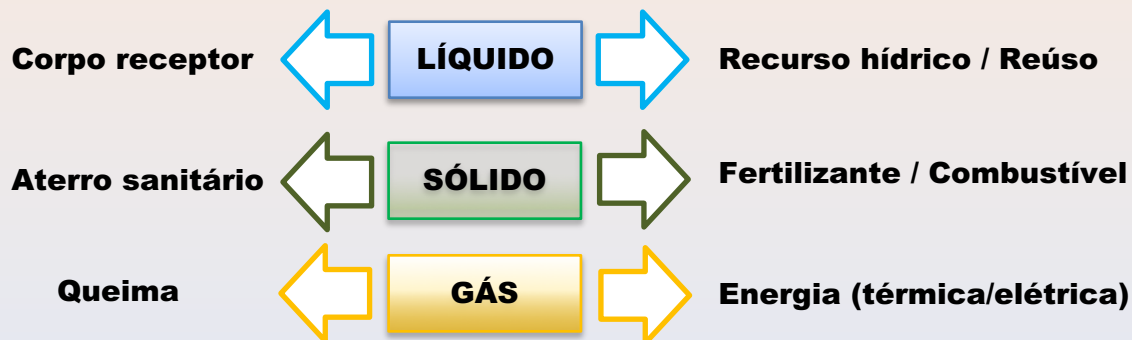 Corpo receptor LÍQUIDO Recurso hídrico / Reúso
Aterro sanitário SÓLIDO Fertilizante / Combustível
Queima GÁS Energia (térmica/elétrica)